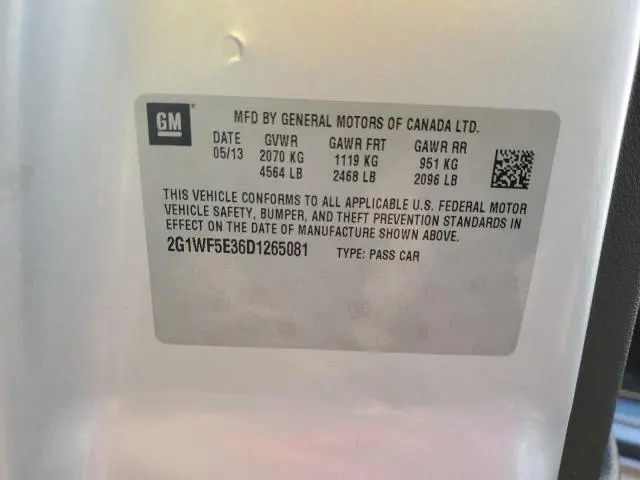 GM ® MFD BY GENERAL MOTORS OF CANADA LTD.
DATE GVWR GAWR FRT GAWR RR
05/13 2070 KG 1119 KG 951 KG
4564 LB 2468 LB 2096 LB
THIS VEHICLE CONFORMS TO ALL APPLICABLE U.S. FEDERAL MOTOR
VEHICLE SAFETY, BUMPER, AND THEFT PREVENTION STANDARDS IN
EFFECT ON THE DATE OF MANUFACTURE SHOWN ABOVE.
2G1WF5E36D1265081 TYPE: PASS CAR